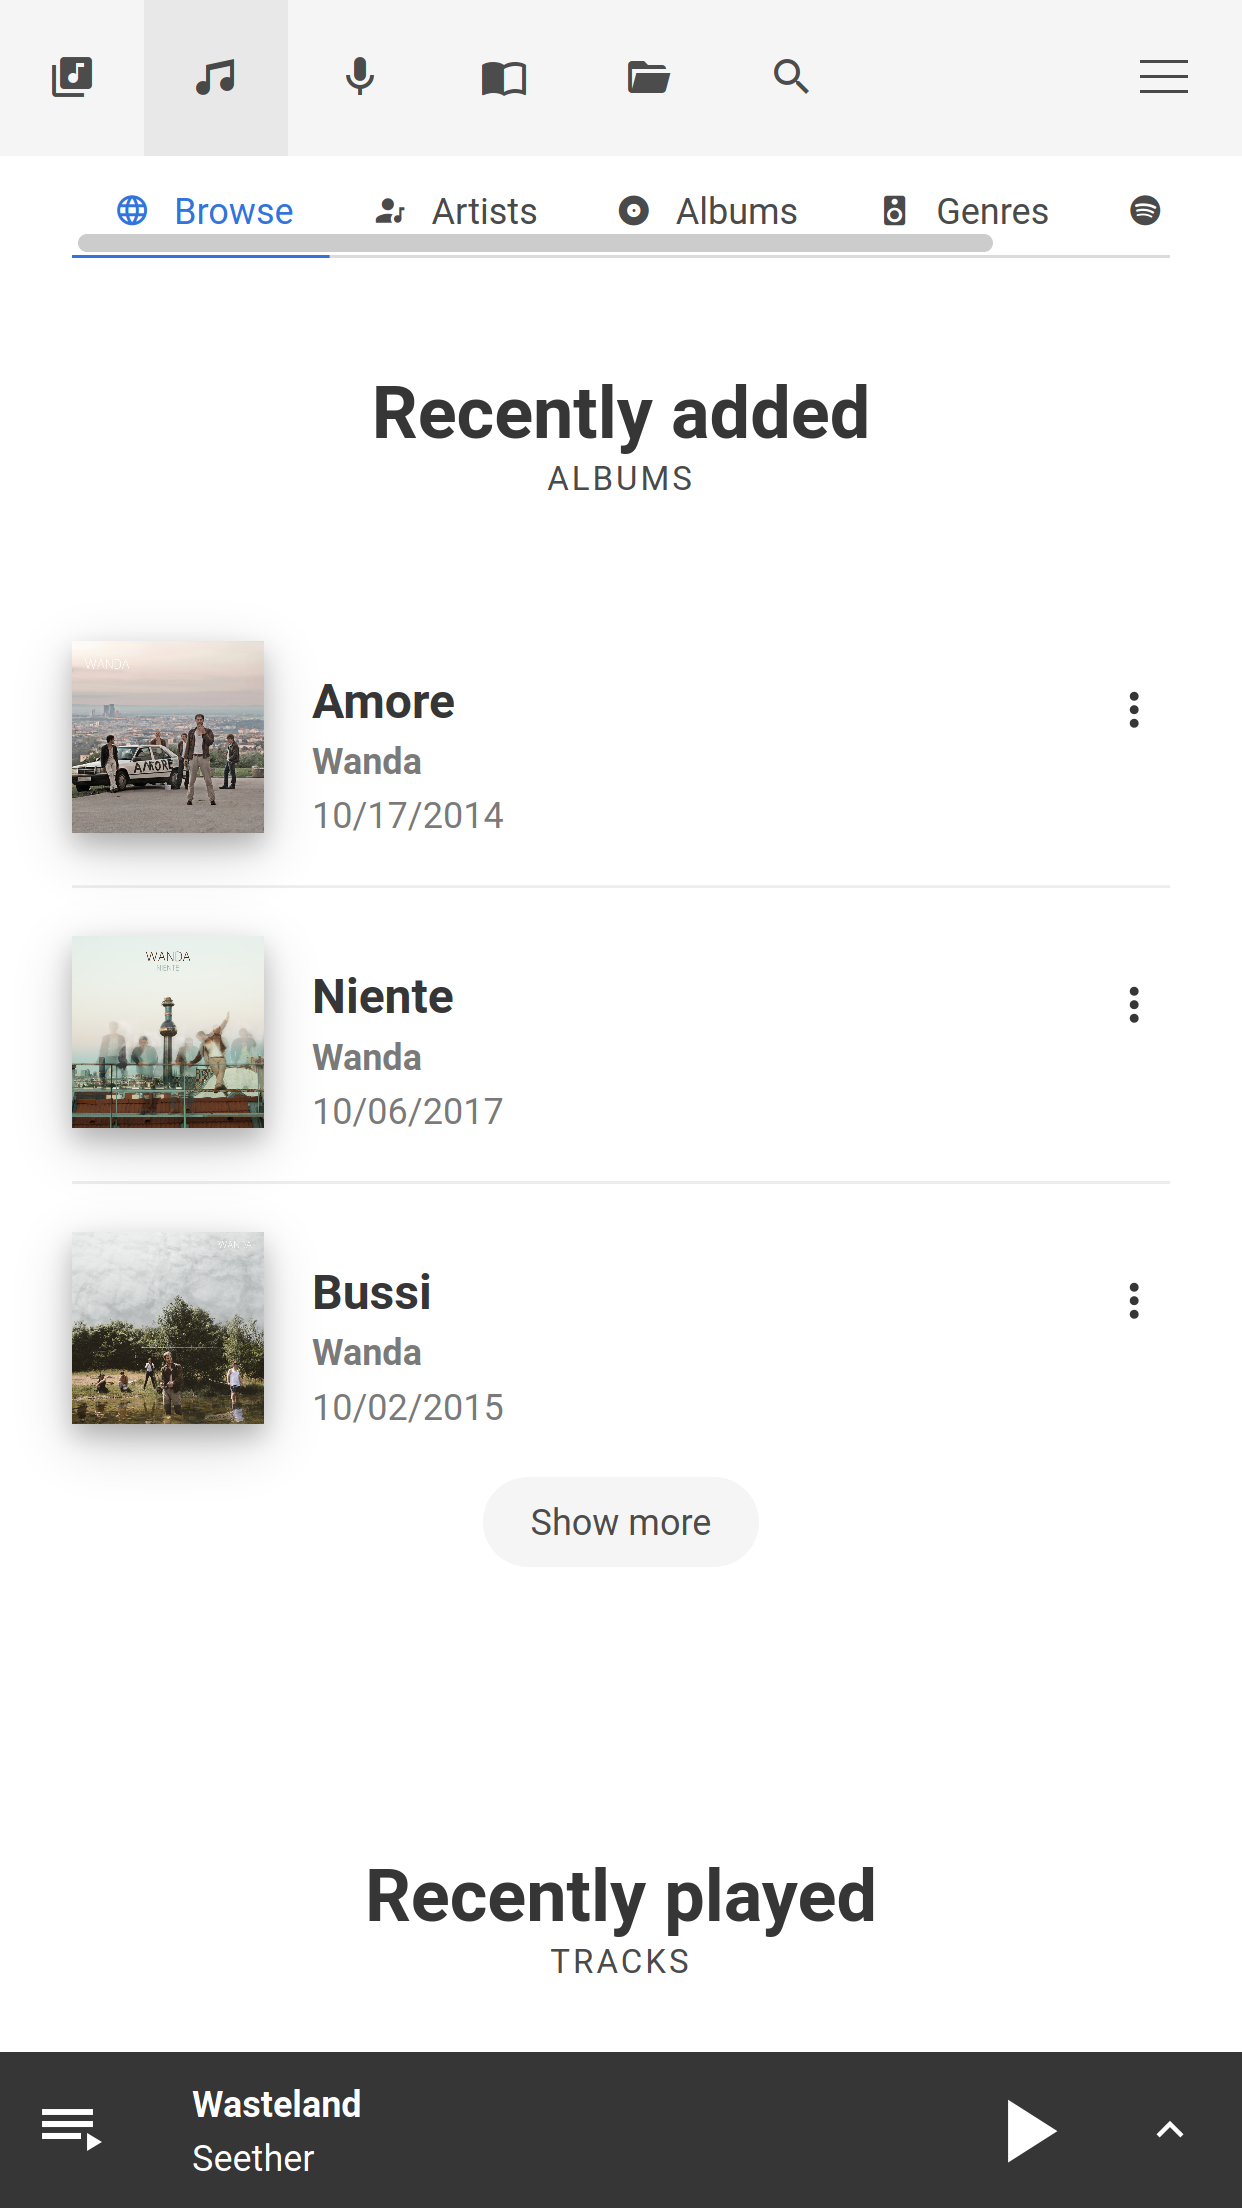 Browse
Artists
Albums
Genres
Recently added
ALBUMS
WANDA
AMORE
Amore
Wanda
10/17/2014
WANDA
NIENTE
Niente
Wanda
10/06/2017
WANDA
Bussi
Wanda
10/02/2015
Show more
Recently played
TRACKS
Wasteland
Seether